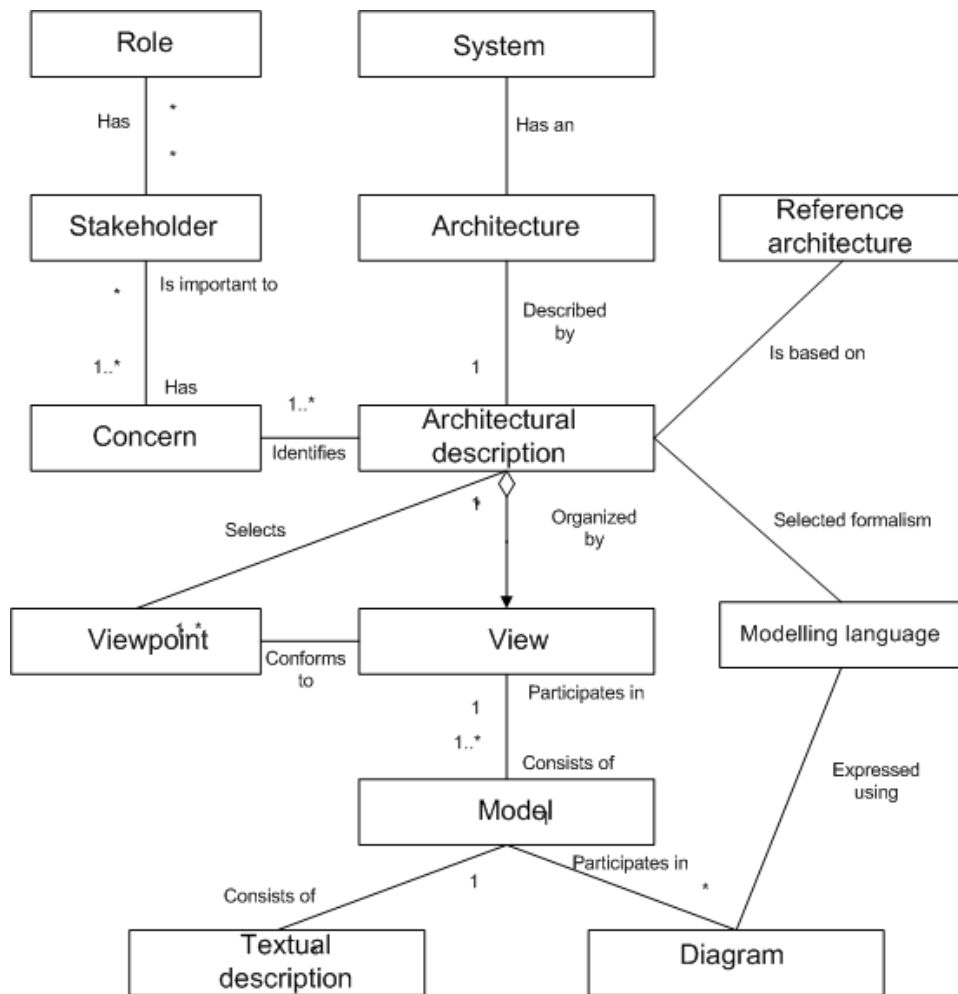 Role
System
Has
*
*
Has an
Stakeholder
Architecture
Reference
architecture
Is important to
*
Described
by
Is based on
1..*
Has
1
1..*
Concern
Identifies
Architectural
description
Selects
1
*
Organized
by
Selected formalism
Viewpoint
1..*
Conforms
to
View
Modelling language
Participates in
1
1..*
Consists of
Expressed
using
Model
Participates in
Consists of
1
*
Textual
description
Diagram